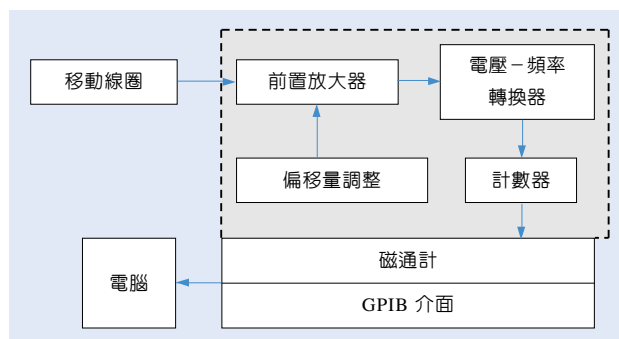 移動線圈
前置放大器
電壓－頻率
轉換器
偏移量調整
計數器
磁通計
GPIB 介面
電腦